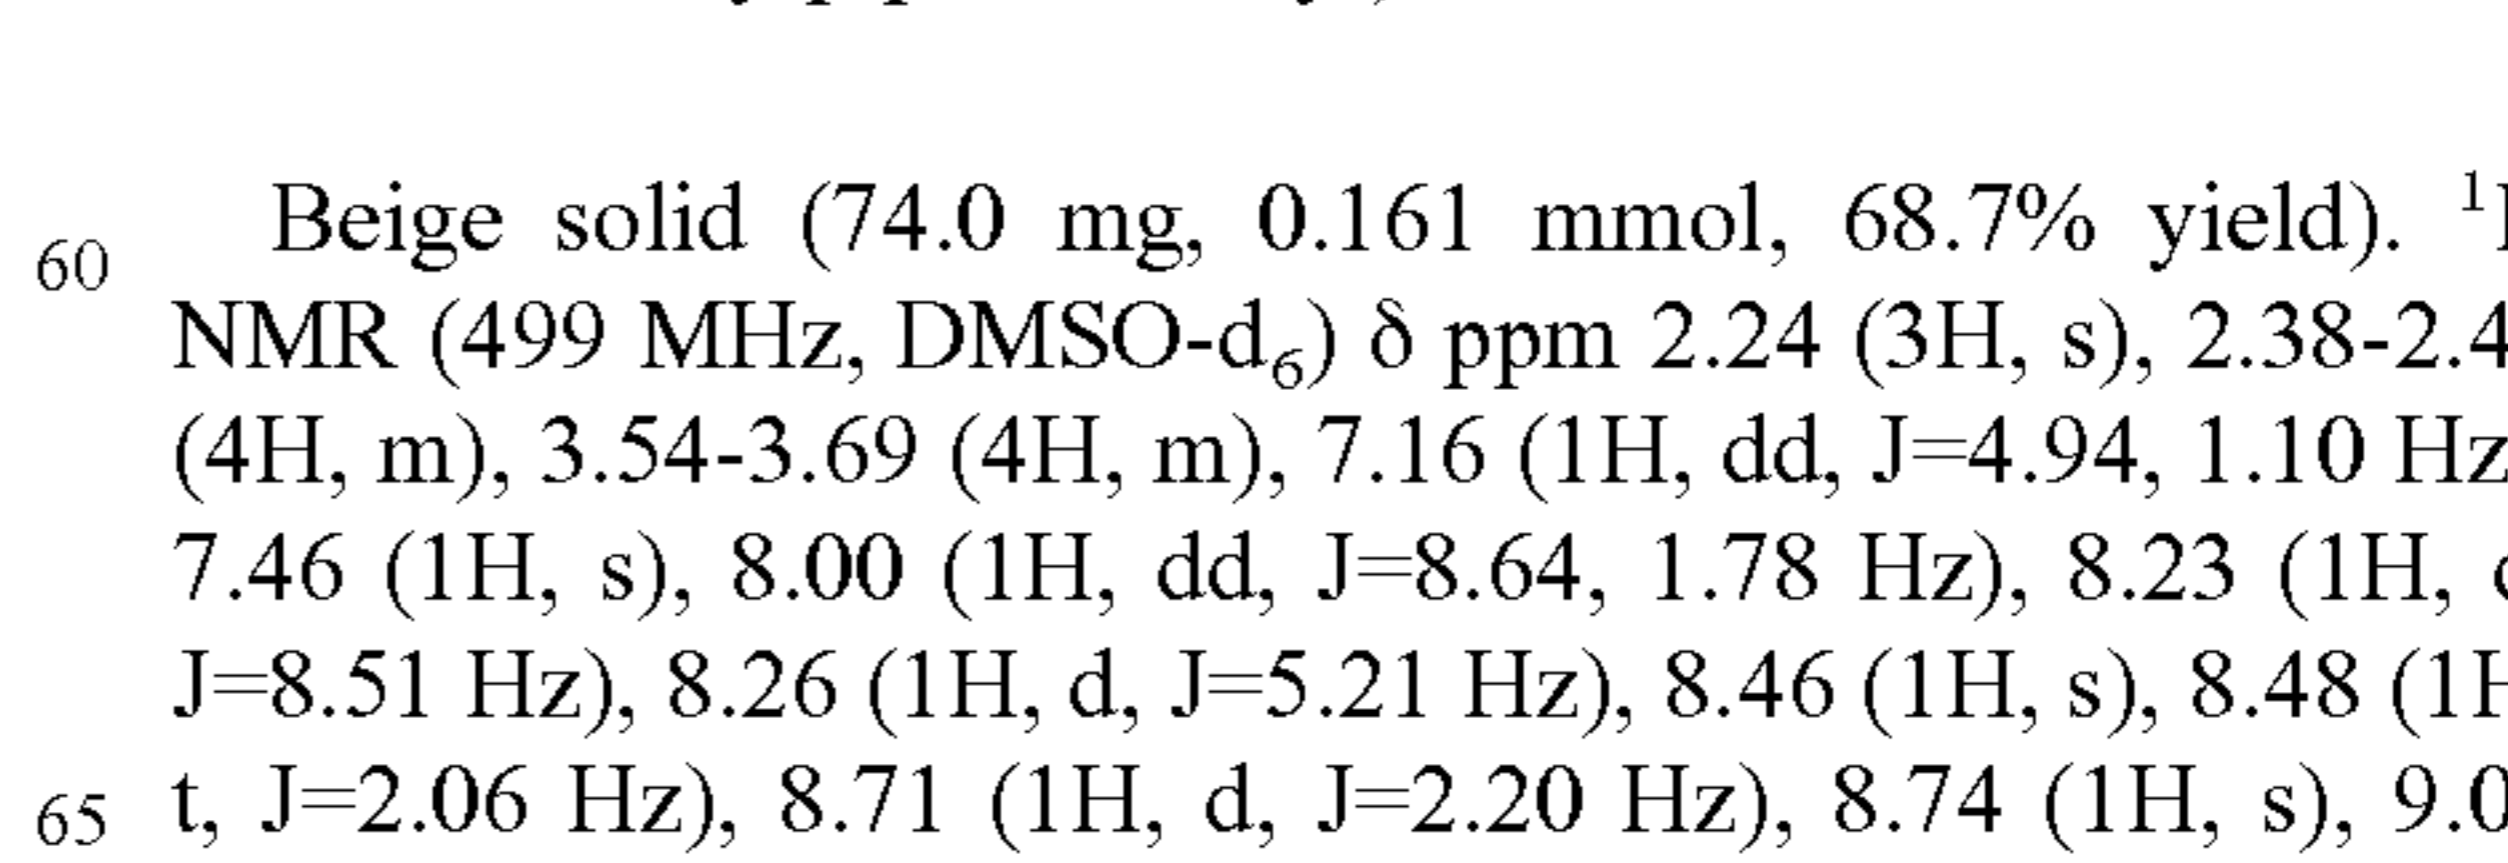 Beige solid (74.0 mg, 0.161 mmol, 68.7% yield). ¹
60
NMR (499 MHz, DMSO-d₆) δ ppm 2.24 (3H, s), 2.38-2.4
(4H, m), 3.54-3.69 (4H, m), 7.16 (1H, dd, J=4.94, 1.10 Hz
7.46 (1H, s), 8.00 (1H, dd, J=8.64, 1.78 Hz), 8.23 (1H,
J=8.51 Hz), 8.26 (1H, d, J=5.21 Hz), 8.46 (1H, s), 8.48 (1H
65 t, J=2.06 Hz), 8.71 (1H, d, J=2.20 Hz), 8.74 (1H, s), 9.0